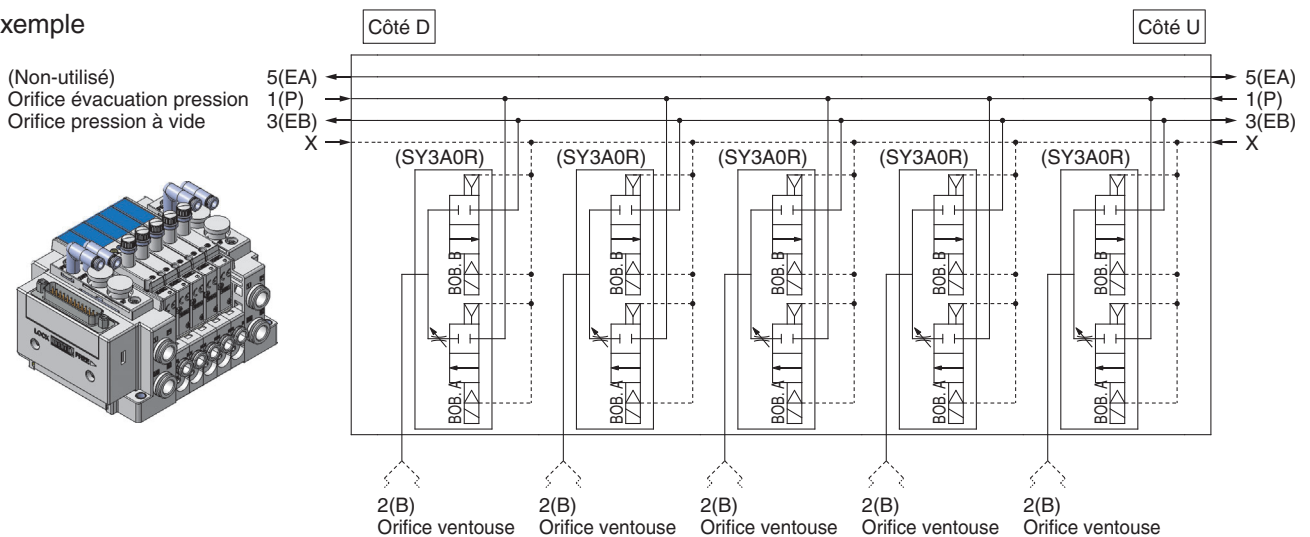 xemple
Côté D
Côté U
(Non-utilisé)
5(EA)
5(EA)
Orifice évacuation pression
1(P)
1(P)
Orifice pression à vide
3(EB)
3(EB)
X
X
(SY3A0R)
(SY3A0R)
(SY3A0R)
(SY3A0R)
(SY3A0R)
BOB. B
BOB. B
BOB. B
BOB. B
BOB. B
BOB. A
BOB. A
BOB. A
BOB. A
BOB. A
LOCK
2(B)
2(B)
2(B)
2(B)
2(B)
Orifice ventouse
Orifice ventouse
Orifice ventouse
Orifice ventouse
Orifice ventouse